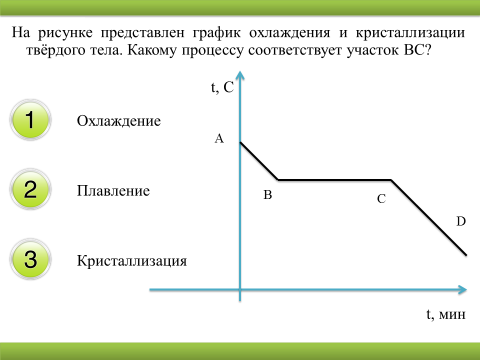 На рисунке представлен график охлаждения и кристаллизации
твёрдого тела. Какому процессу соответствует участок ВС?
t, C
1 Охлаждение
A
2 Плавление
B
C
D
3 Кристаллизация
t, мин